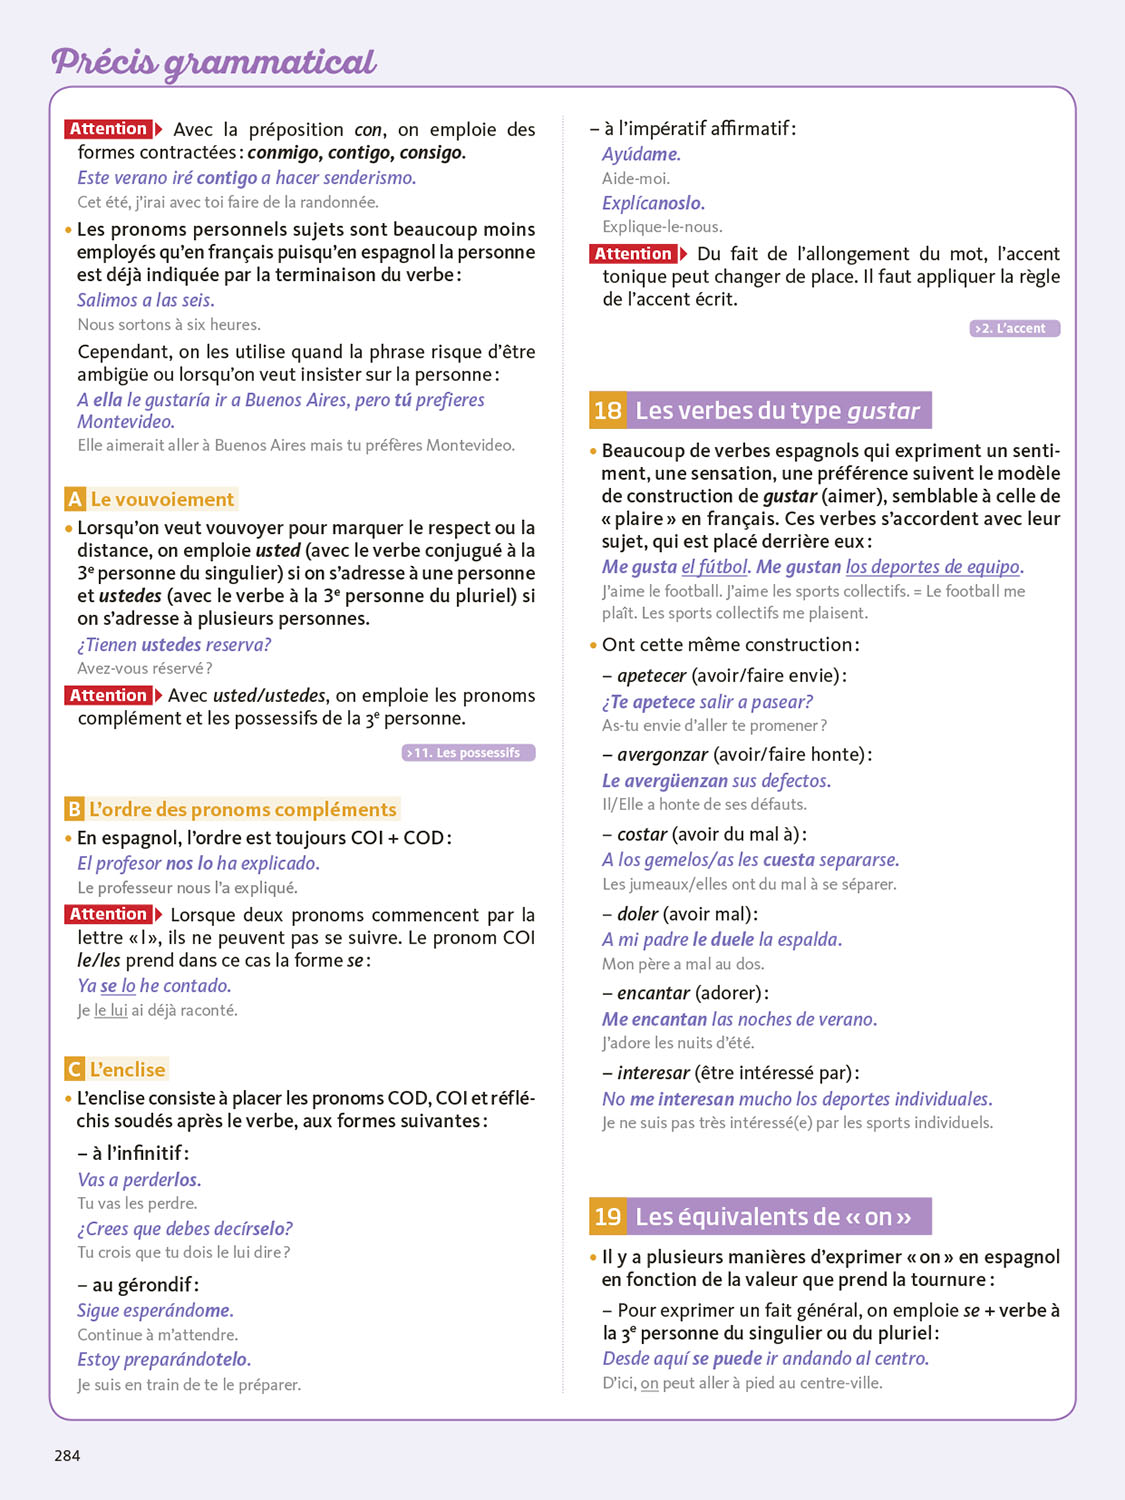 Précis grammatical
Attention Avec la préposition con, on emploie des
formes contractées : conmigo, contigo, consigo.
Este verano iré contigo a hacer senderismo.
Cet été, j'irai avec toi faire de la randonnée.
• Les pronoms personnels sujets sont beaucoup moins
employés qu'en français puisqu'en espagnol la personne
est déjà indiquée par la terminaison du verbe :
Salimos a las seis.
Nous sortons à six heures.
Cependant, on les utilise quand la phrase risque d'être
ambigüe ou lorsqu'on veut insister sur la personne :
A ella le gustaría ir a Buenos Aires, pero tú prefieres
Montevideo.
Elle aimerait aller à Buenos Aires mais tu préfères Montevideo.
A Le vouvoiement
• Lorsqu'on veut vouvoyer pour marquer le respect ou la
distance, on emploie usted (avec le verbe conjugué à la
3e personne du singulier) si on s'adresse à une personne
et ustedes (avec le verbe à la 3e personne du pluriel) si
on s'adresse à plusieurs personnes.
¿Tienen ustedes reserva?
Avez-vous réservé ?
Attention Avec usted/ustedes, on emploie les pronoms
complément et les possessifs de la 3e personne.
>11. Les possessifs
B L'ordre des pronoms compléments
• En espagnol, l'ordre est toujours COI + COD :
El profesor nos lo ha explicado.
Le professeur nous l'a expliqué.
Attention Lorsque deux pronoms commencent par la
lettre « l », ils ne peuvent pas se suivre. Le pronom COI
le/les prend dans ce cas la forme se :
Ya se lo he contado.
Je le lui ai déjà raconté.
C L'enclise
• L'enclise consiste à placer les pronoms COD, COI et réflé-
chis soudés après le verbe, aux formes suivantes :
– à l'infinitif :
Vas a perderlos.
Tu vas les perdre.
¿Crees que debes decírselo?
Tu crois que tu dois le lui dire ?
– au gérondif :
Sigue esperándome.
Continue à m'attendre.
Estoy preparándotelo.
Je suis en train de te le préparer.
– à l'impératif affirmatif :
Ayúdame.
Aide-moi.
Explícanoslo.
Explique-le-nous.
Attention Du fait de l'allongement du mot, l'accent
tonique peut changer de place. Il faut appliquer la règle
de l'accent écrit.
>2. L'accent
18 Les verbes du type gustar
• Beaucoup de verbes espagnols qui expriment un senti-
ment, une sensation, une préférence suivent le modèle
de construction de gustar (aimer), semblable à celle de
« plaire » en français. Ces verbes s'accordent avec leur
sujet, qui est placé derrière eux :
Me gusta el fútbol. Me gustan los deportes de equipo.
J'aime le football. J'aime les sports collectifs. = Le football me
plaît. Les sports collectifs me plaisent.
• Ont cette même construction :
– apetecer (avoir/faire envie) :
¿Te apetece salir a pasear?
As-tu envie d'aller te promener ?
– avergonzar (avoir/faire honte) :
Le avergüenzan sus defectos.
Il/Elle a honte de ses défauts.
– costar (avoir du mal à) :
A los gemelos/as les cuesta separarse.
Les jumeaux/elles ont du mal à se séparer.
– doler (avoir mal) :
A mi padre le duele la espalda.
Mon père a mal au dos.
– encantar (adorer) :
Me encantan las noches de verano.
J'adore les nuits d'été.
– interesar (être intéressé par) :
No me interesan mucho los deportes individuales.
Je ne suis pas très intéressé(e) par les sports individuels.
19 Les équivalents de « on »
• Il y a plusieurs manières d'exprimer « on » en espagnol
en fonction de la valeur que prend la tournure :
– Pour exprimer un fait général, on emploie se + verbe à
la 3e personne du singulier ou du pluriel :
Desde aquí se puede ir andando al centro.
D'ici, on peut aller à pied au centre-ville.
284